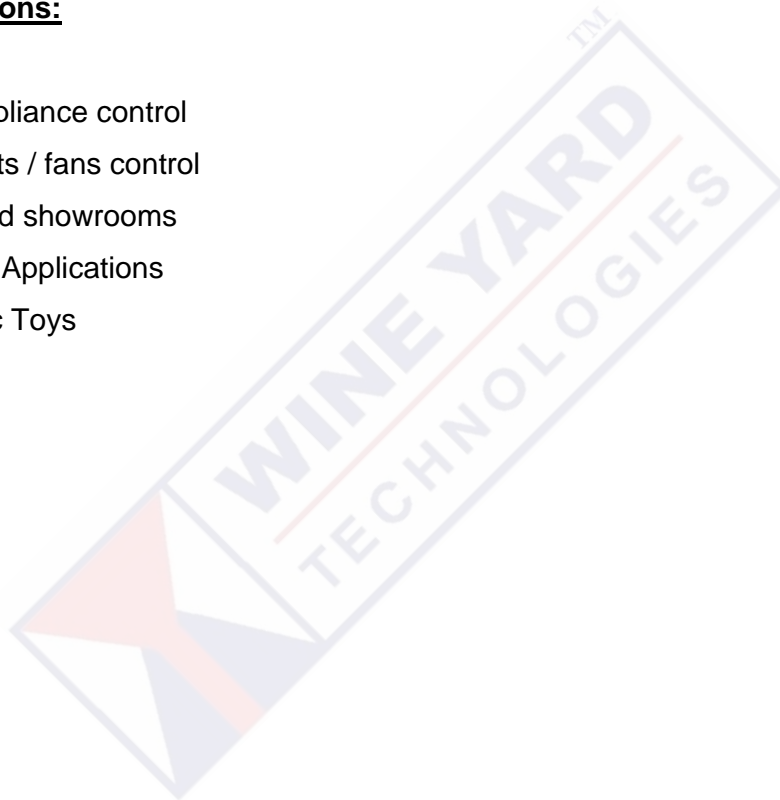 ons:
pliance control
ts / fans control
d showrooms
Applications
c Toys
TM
WINE YARD
TECHNOLOGIES